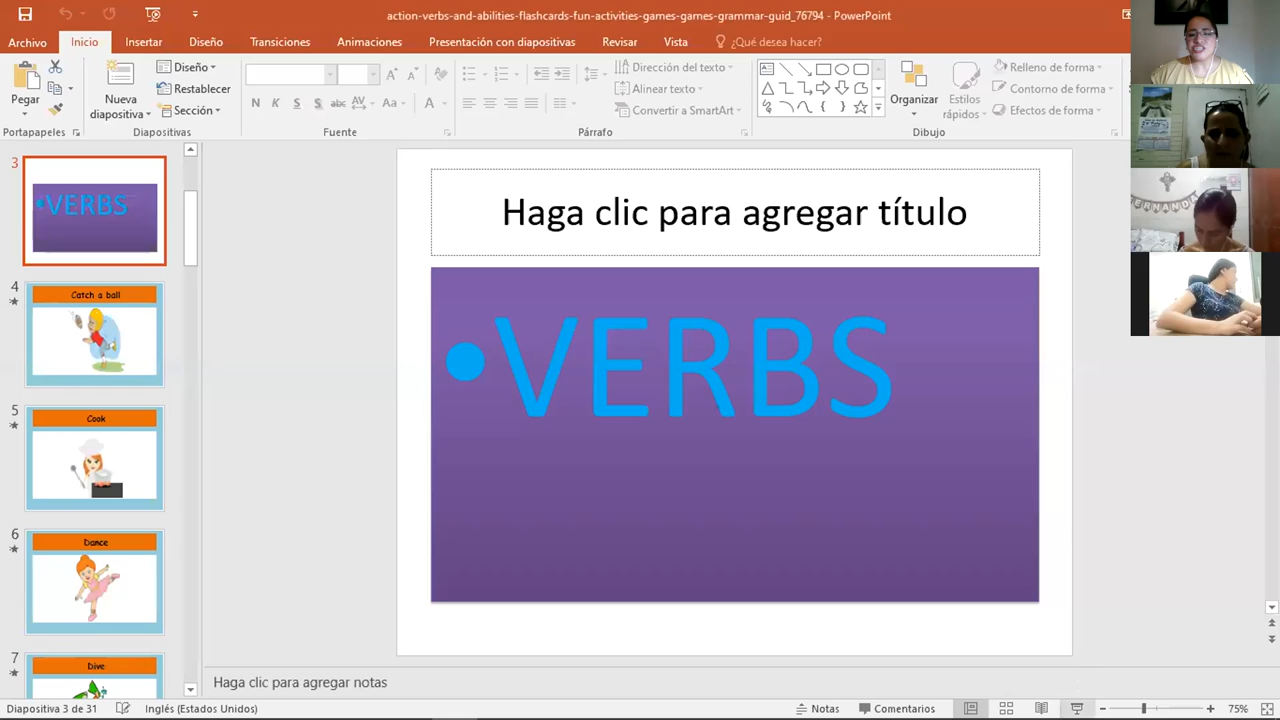 action-verbs-and-abilities-flashcards-fun-activities-games-games-grammar-guid_76794 - PowerPoint
Archivo Inicio Insertar Diseño Transiciones Animaciones Presentación con diapositivas Revisar Vista ¿Qué desea hacer?
Pegar
Nueva
diapositiva
Diseño
Restablecer
Sección
N K S S abc AV Aa A
Dirección del texto
Alinear texto
Convertir a SmartArt
Organizar
Estilos
rápidos
Relleno de forma
Contorno de forma
Efectos de forma
Portapapeles Diapositivas Fuente Párrafo Dibujo
3
•VERBS
4
Catch a ball
5
Cook
6
Dance
7
Dive
Haga clic para agregar título
•VERBS
Haga clic para agregar notas
Diapositiva 3 de 31 Inglés (Estados Unidos) Notas Comentarios 75%